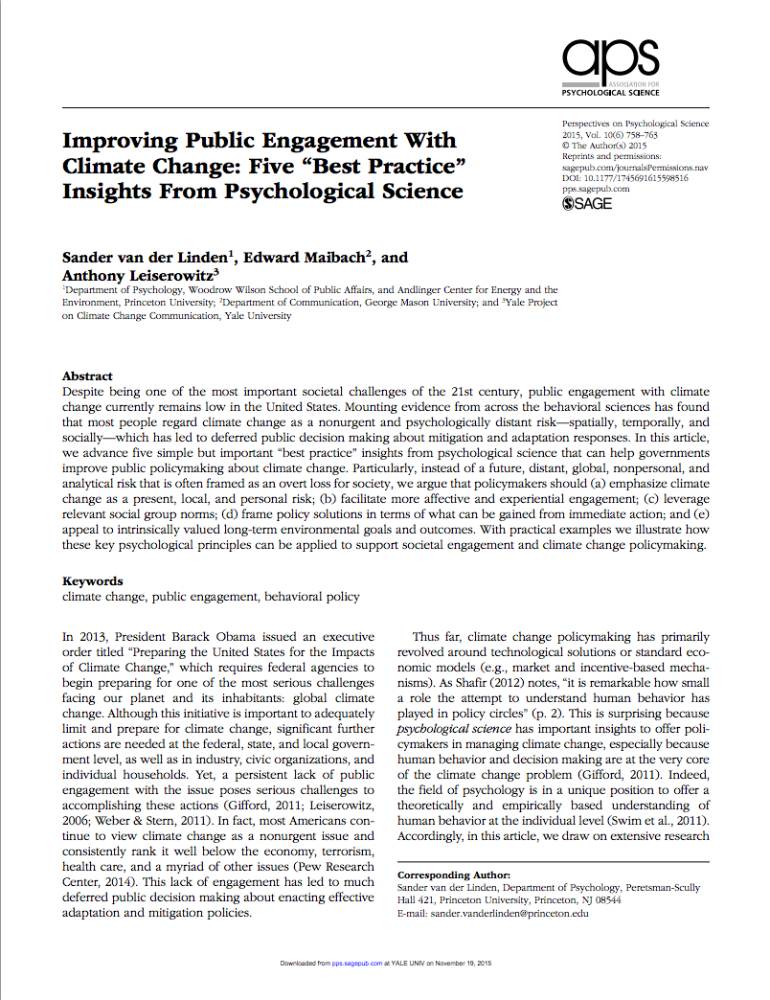 aps
ASSOCIATION FOR
PSYCHOLOGICAL SCIENCE
Improving Public Engagement With
Climate Change: Five “Best Practice”
Insights From Psychological Science
Perspectives on Psychological Science
2015, Vol. 10(6) 758–763
© The Author(s) 2015
Reprints and permissions:
sagepub.com/journalsPermissions.nav
DOI: 10.1177/1745691615598516
pps.sagepub.com
SAGE
Sander van der Linden1, Edward Maibach2, and
Anthony Leiserowitz3
1Department of Psychology, Woodrow Wilson School of Public Affairs, and Andlinger Center for Energy and the
Environment, Princeton University; 2Department of Communication, George Mason University; and 3Yale Project
on Climate Change Communication, Yale University
Abstract
Despite being one of the most important societal challenges of the 21st century, public engagement with climate
change currently remains low in the United States. Mounting evidence from across the behavioral sciences has found
that most people regard climate change as a nonurgent and psychologically distant risk—spatially, temporally, and
socially—which has led to deferred public decision making about mitigation and adaptation responses. In this article,
we advance five simple but important “best practice” insights from psychological science that can help governments
improve public policymaking about climate change. Particularly, instead of a future, distant, global, nonpersonal, and
analytical risk that is often framed as an overt loss for society, we argue that policymakers should (a) emphasize climate
change as a present, local, and personal risk; (b) facilitate more affective and experiential engagement; (c) leverage
relevant social group norms; (d) frame policy solutions in terms of what can be gained from immediate action; and (e)
appeal to intrinsically valued long-term environmental goals and outcomes. With practical examples we illustrate how
these key psychological principles can be applied to support societal engagement and climate change policymaking.
Keywords
climate change, public engagement, behavioral policy
In 2013, President Barack Obama issued an executive
order titled “Preparing the United States for the Impacts
of Climate Change,” which requires federal agencies to
begin preparing for one of the most serious challenges
facing our planet and its inhabitants: global climate
change. Although this initiative is important to adequately
limit and prepare for climate change, significant further
actions are needed at the federal, state, and local govern-
ment level, as well as in industry, civic organizations, and
individual households. Yet, a persistent lack of public
engagement with the issue poses serious challenges to
accomplishing these actions (Gifford, 2011; Leiserowitz,
2006; Weber & Stern, 2011). In fact, most Americans con-
tinue to view climate change as a nonurgent issue and
consistently rank it well below the economy, terrorism,
health care, and a myriad of other issues (Pew Research
Center, 2014). This lack of engagement has led to much
deferred public decision making about enacting effective
adaptation and mitigation policies.
Thus far, climate change policymaking has primarily
revolved around technological solutions or standard eco-
nomic models (e.g., market and incentive-based mecha-
nisms). As Shafir (2012) notes, “it is remarkable how small
a role the attempt to understand human behavior has
played in policy circles” (p. 2). This is surprising because
psychological science has important insights to offer poli-
cymakers in managing climate change, especially because
human behavior and decision making are at the very core
of the climate change problem (Gifford, 2011). Indeed,
the field of psychology is in a unique position to offer a
theoretically and empirically based understanding of
human behavior at the individual level (Swim et al., 2011).
Accordingly, in this article, we draw on extensive research
Corresponding Author:
Sander van der Linden, Department of Psychology, Peretsman-Scully
Hall 421, Princeton University, Princeton, NJ 08544
E-mail: sander.vanderlinden@princeton.edu
Downloaded from pps.sagepub.com at YALE UNIV on November 19, 2015